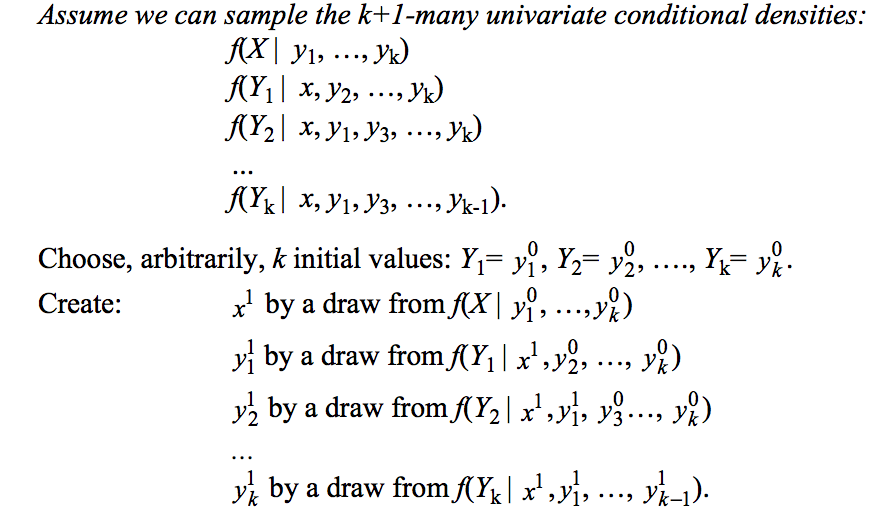 Assume we can sample the k+1-many univariate conditional densities:
f(X | y₁, …, yₖ)
f(Y₁ | x, y₂, …, yₖ)
f(Y₂ | x, y₁, y₃, …, yₖ)
…
f(Yₖ | x, y₁, y₃, …, yₖ₋₁).
Choose, arbitrarily, k initial values: Y₁= y₁⁰, Y₂= y₂⁰, …., Yₖ= yₖ⁰.
Create: x¹ by a draw from f(X | y₁⁰, …,yₖ⁰)
y₁¹ by a draw from f(Y₁ | x¹,y₂⁰, …, yₖ⁰)
y₂¹ by a draw from f(Y₂ | x¹,y₁¹, y₃⁰…, yₖ⁰)
…
yₖ¹ by a draw from f(Yₖ | x¹,y₁¹, …, yₖ₋₁¹).